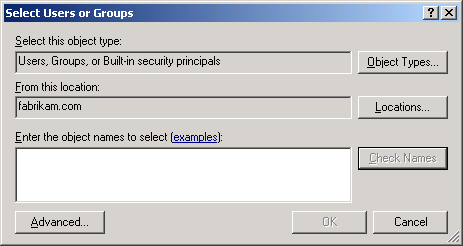 Select Users or Groups
Select this object type:
Users, Groups, or Built-in security principals
Object Types...
From this location:
fabrikam.com
Locations...
Enter the object names to select (examples):
Check Names
Advanced...
OK
Cancel